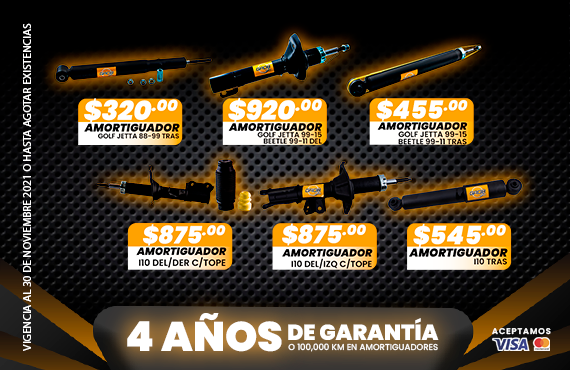 VIGENCIA AL 30 DE NOVIEMBRE 2021 O HASTA AGOTAR EXISTENCIAS
$320.00
AMORTIGUADOR
GOLF JETTA 88-99 TRAS
$920.00
AMORTIGUADOR
GOLF JETTA 99-15
BEETLE 99-11 DEL
$455.00
AMORTIGUADOR
GOLF JETTA 99-15
BEETLE 99-11 TRAS
$875.00
AMORTIGUADOR
I10 DEL/DER C/TOPE
$875.00
AMORTIGUADOR
I10 DEL/IZQ C/TOPE
$545.00
AMORTIGUADOR
I10 TRAS
4 AÑOS DE GARANTÍA
O 100,000 KM EN AMORTIGUADORES
ACEPTAMOS
VISA